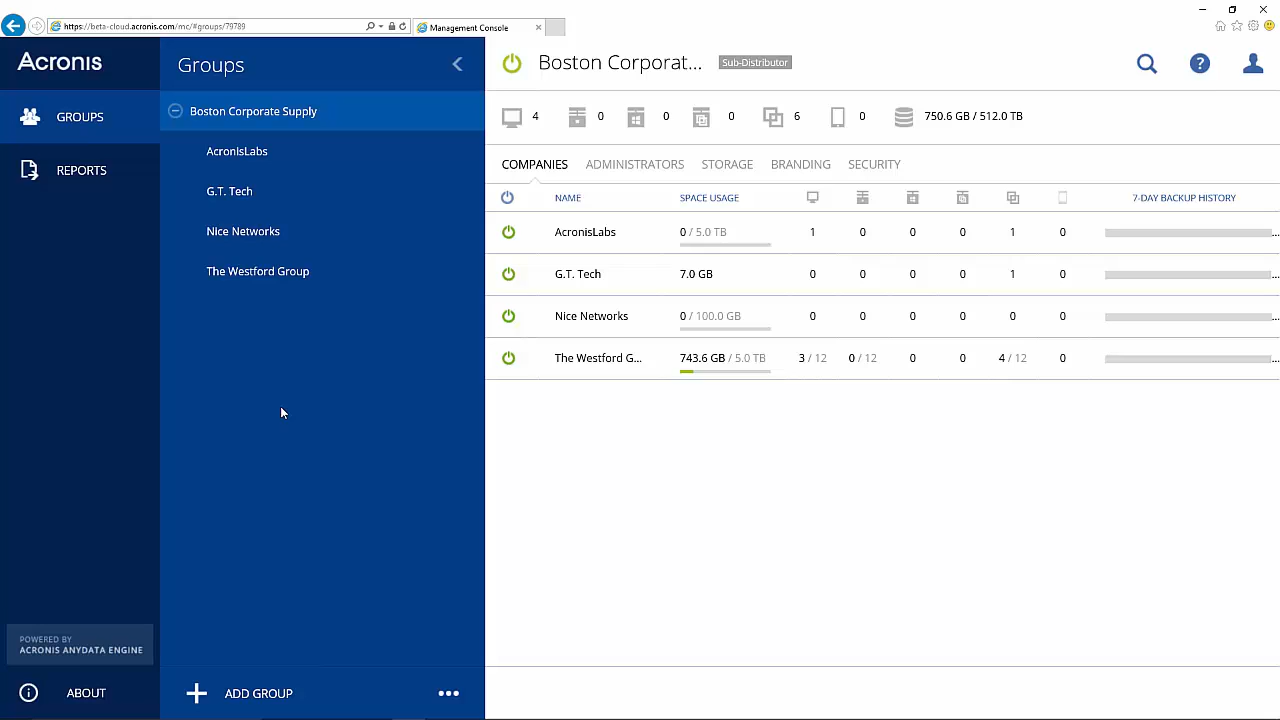 https://beta-cloud.acronis.com/mc/#groups/79789
Management Console
Acronis
GROUPS
REPORTS
POWERED BY
ACRONIS ANYDATA ENGINE
ABOUT
Groups
Boston Corporate Supply
AcronisLabs
G.T. Tech
Nice Networks
The Westford Group
ADD GROUP
Boston Corporat... Sub-Distributor
4 0 0 0 6 0 750.6 GB / 512.0 TB
COMPANIES ADMINISTRATORS STORAGE BRANDING SECURITY
NAME SPACE USAGE 7-DAY BACKUP HISTORY
AcronisLabs 0 / 5.0 TB 1 0 0 0 1 0 ...
G.T. Tech 7.0 GB 0 0 0 0 1 0 ...
Nice Networks 0 / 100.0 GB 0 0 0 0 0 0 ...
The Westford G... 743.6 GB / 5.0 TB 3 / 12 0 / 12 0 0 4 / 12 0 ...